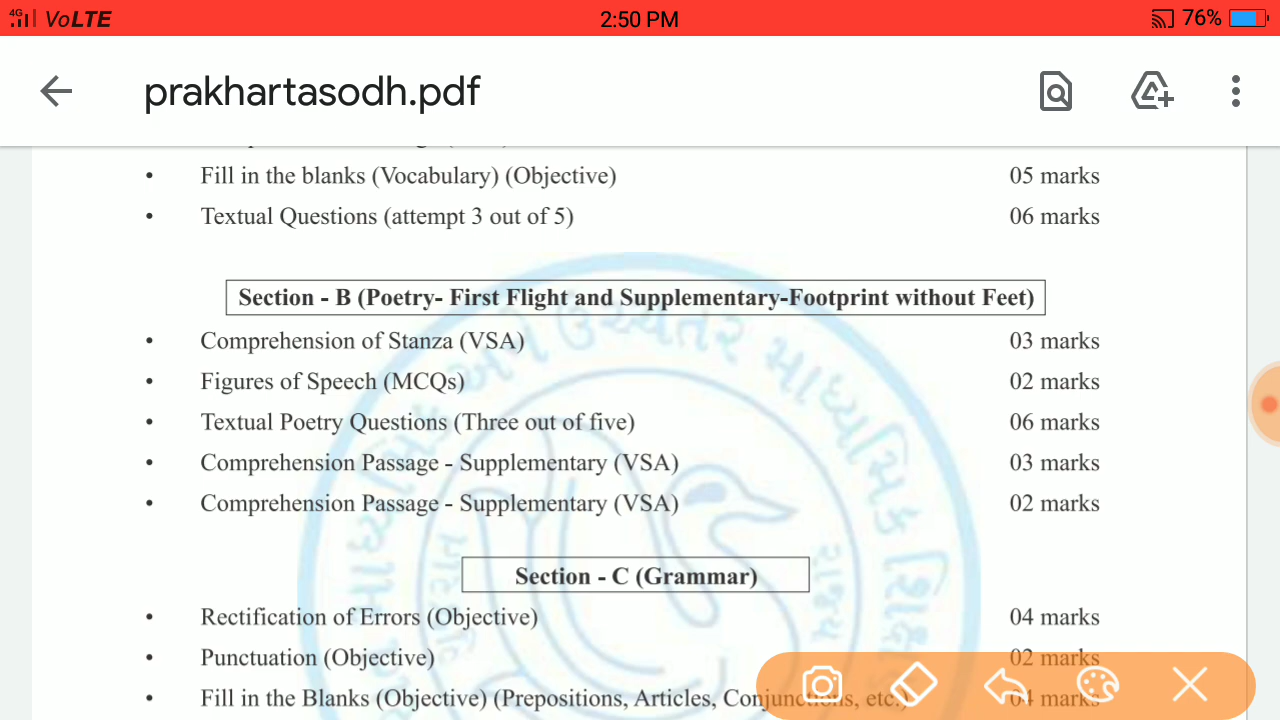 4G VoLTE 2:50 PM 76%
prakhartasodh.pdf
• Fill in the blanks (Vocabulary) (Objective) 05 marks
• Textual Questions (attempt 3 out of 5) 06 marks
Section - B (Poetry- First Flight and Supplementary-Footprint without Feet)
• Comprehension of Stanza (VSA) 03 marks
• Figures of Speech (MCQs) 02 marks
• Textual Poetry Questions (Three out of five) 06 marks
• Comprehension Passage - Supplementary (VSA) 03 marks
• Comprehension Passage - Supplementary (VSA) 02 marks
Section - C (Grammar)
• Rectification of Errors (Objective) 04 marks
• Punctuation (Objective) 02 marks
• Fill in the Blanks (Objective) (Prepositions, Articles, Conjunctions, etc.) 04 marks